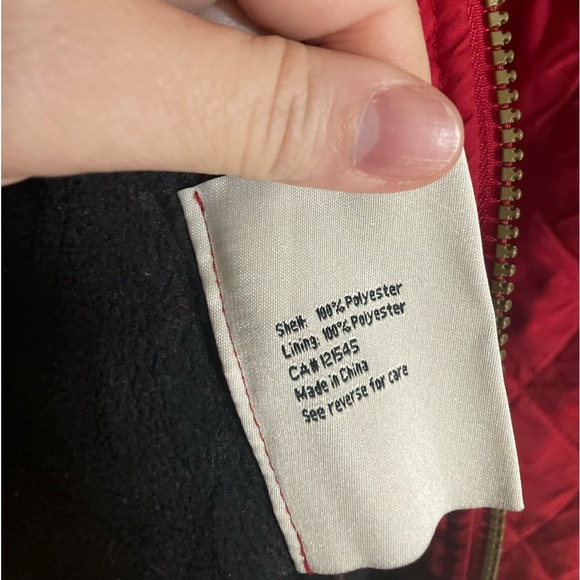 Shell: 100% Polyester
Lining: 100% Polyester
CA# 121545
Made in China
See reverse for care